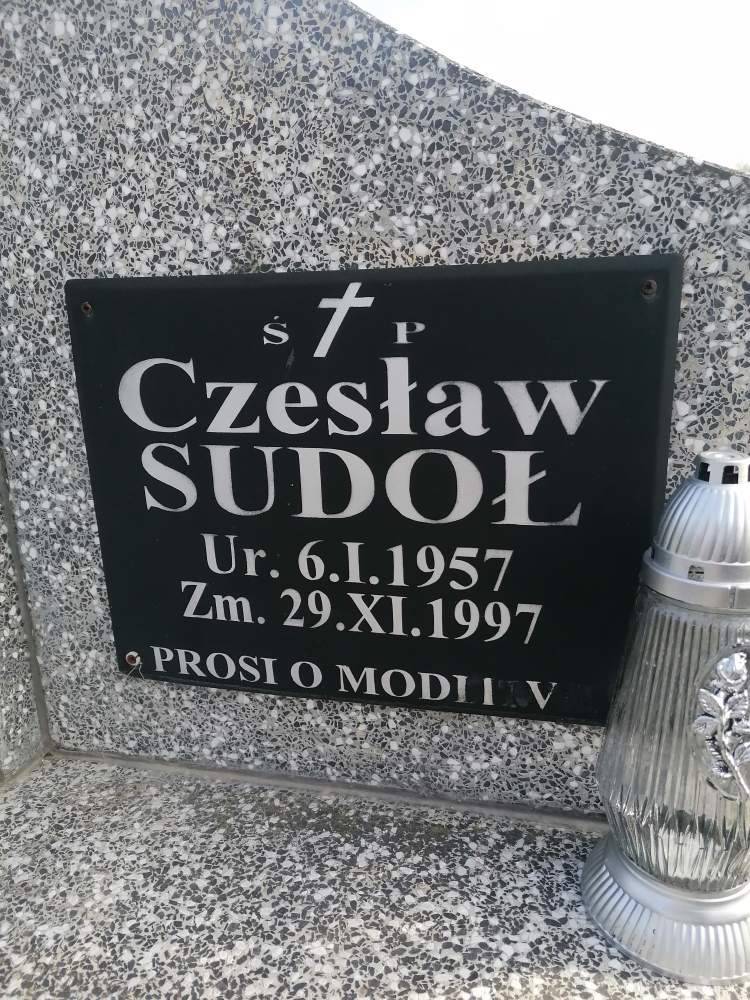 Ś P
Czesław
SUDOŁ
Ur. 6.I.1957
Zm. 29.XI.1997
PROSI O